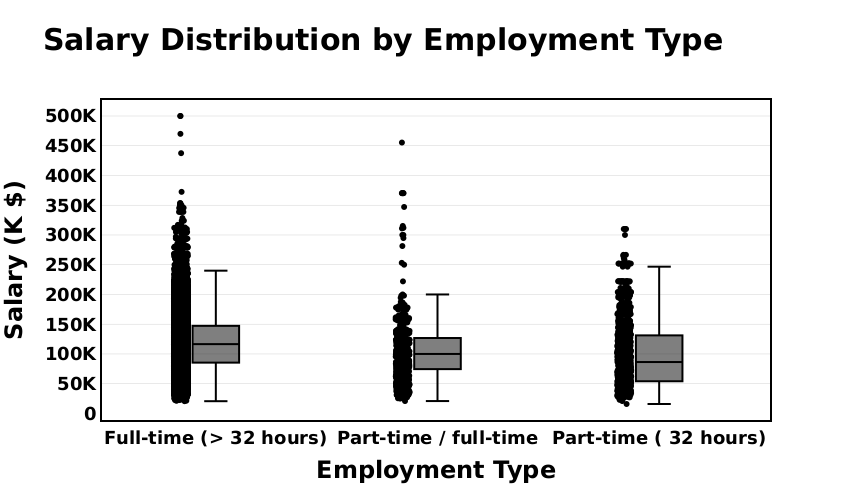 Salary Distribution by Employment Type
500K
450K
400K
350K
300K
250K
200K
150K
100K
50K
0
Salary (K $)
Full-time (> 32 hours) Part-time / full-time Part-time ( 32 hours)
Employment Type